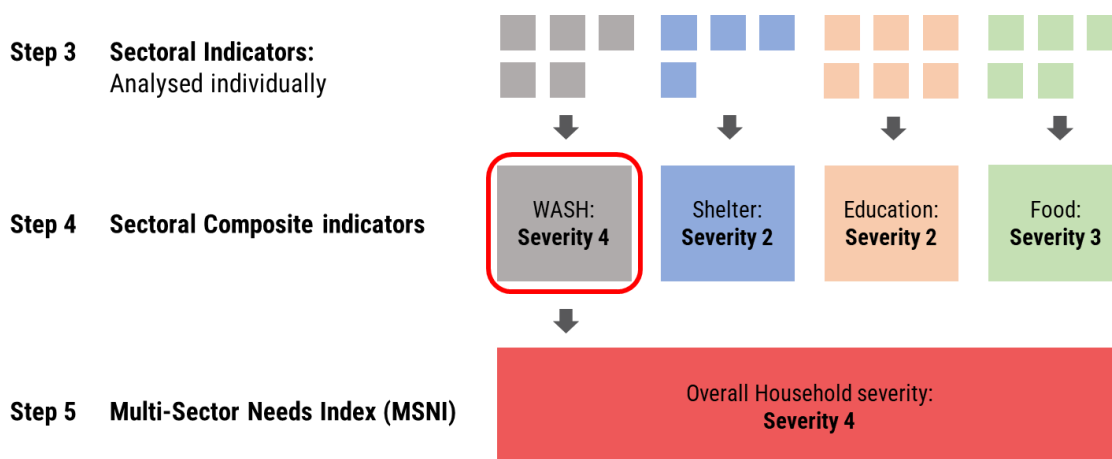 Step 3 Sectoral Indicators:
Analysed individually
Step 4 Sectoral Composite indicators
WASH:
Severity 4
Shelter:
Severity 2
Education:
Severity 2
Food:
Severity 3
Step 5 Multi-Sector Needs Index (MSNI)
Overall Household severity:
Severity 4